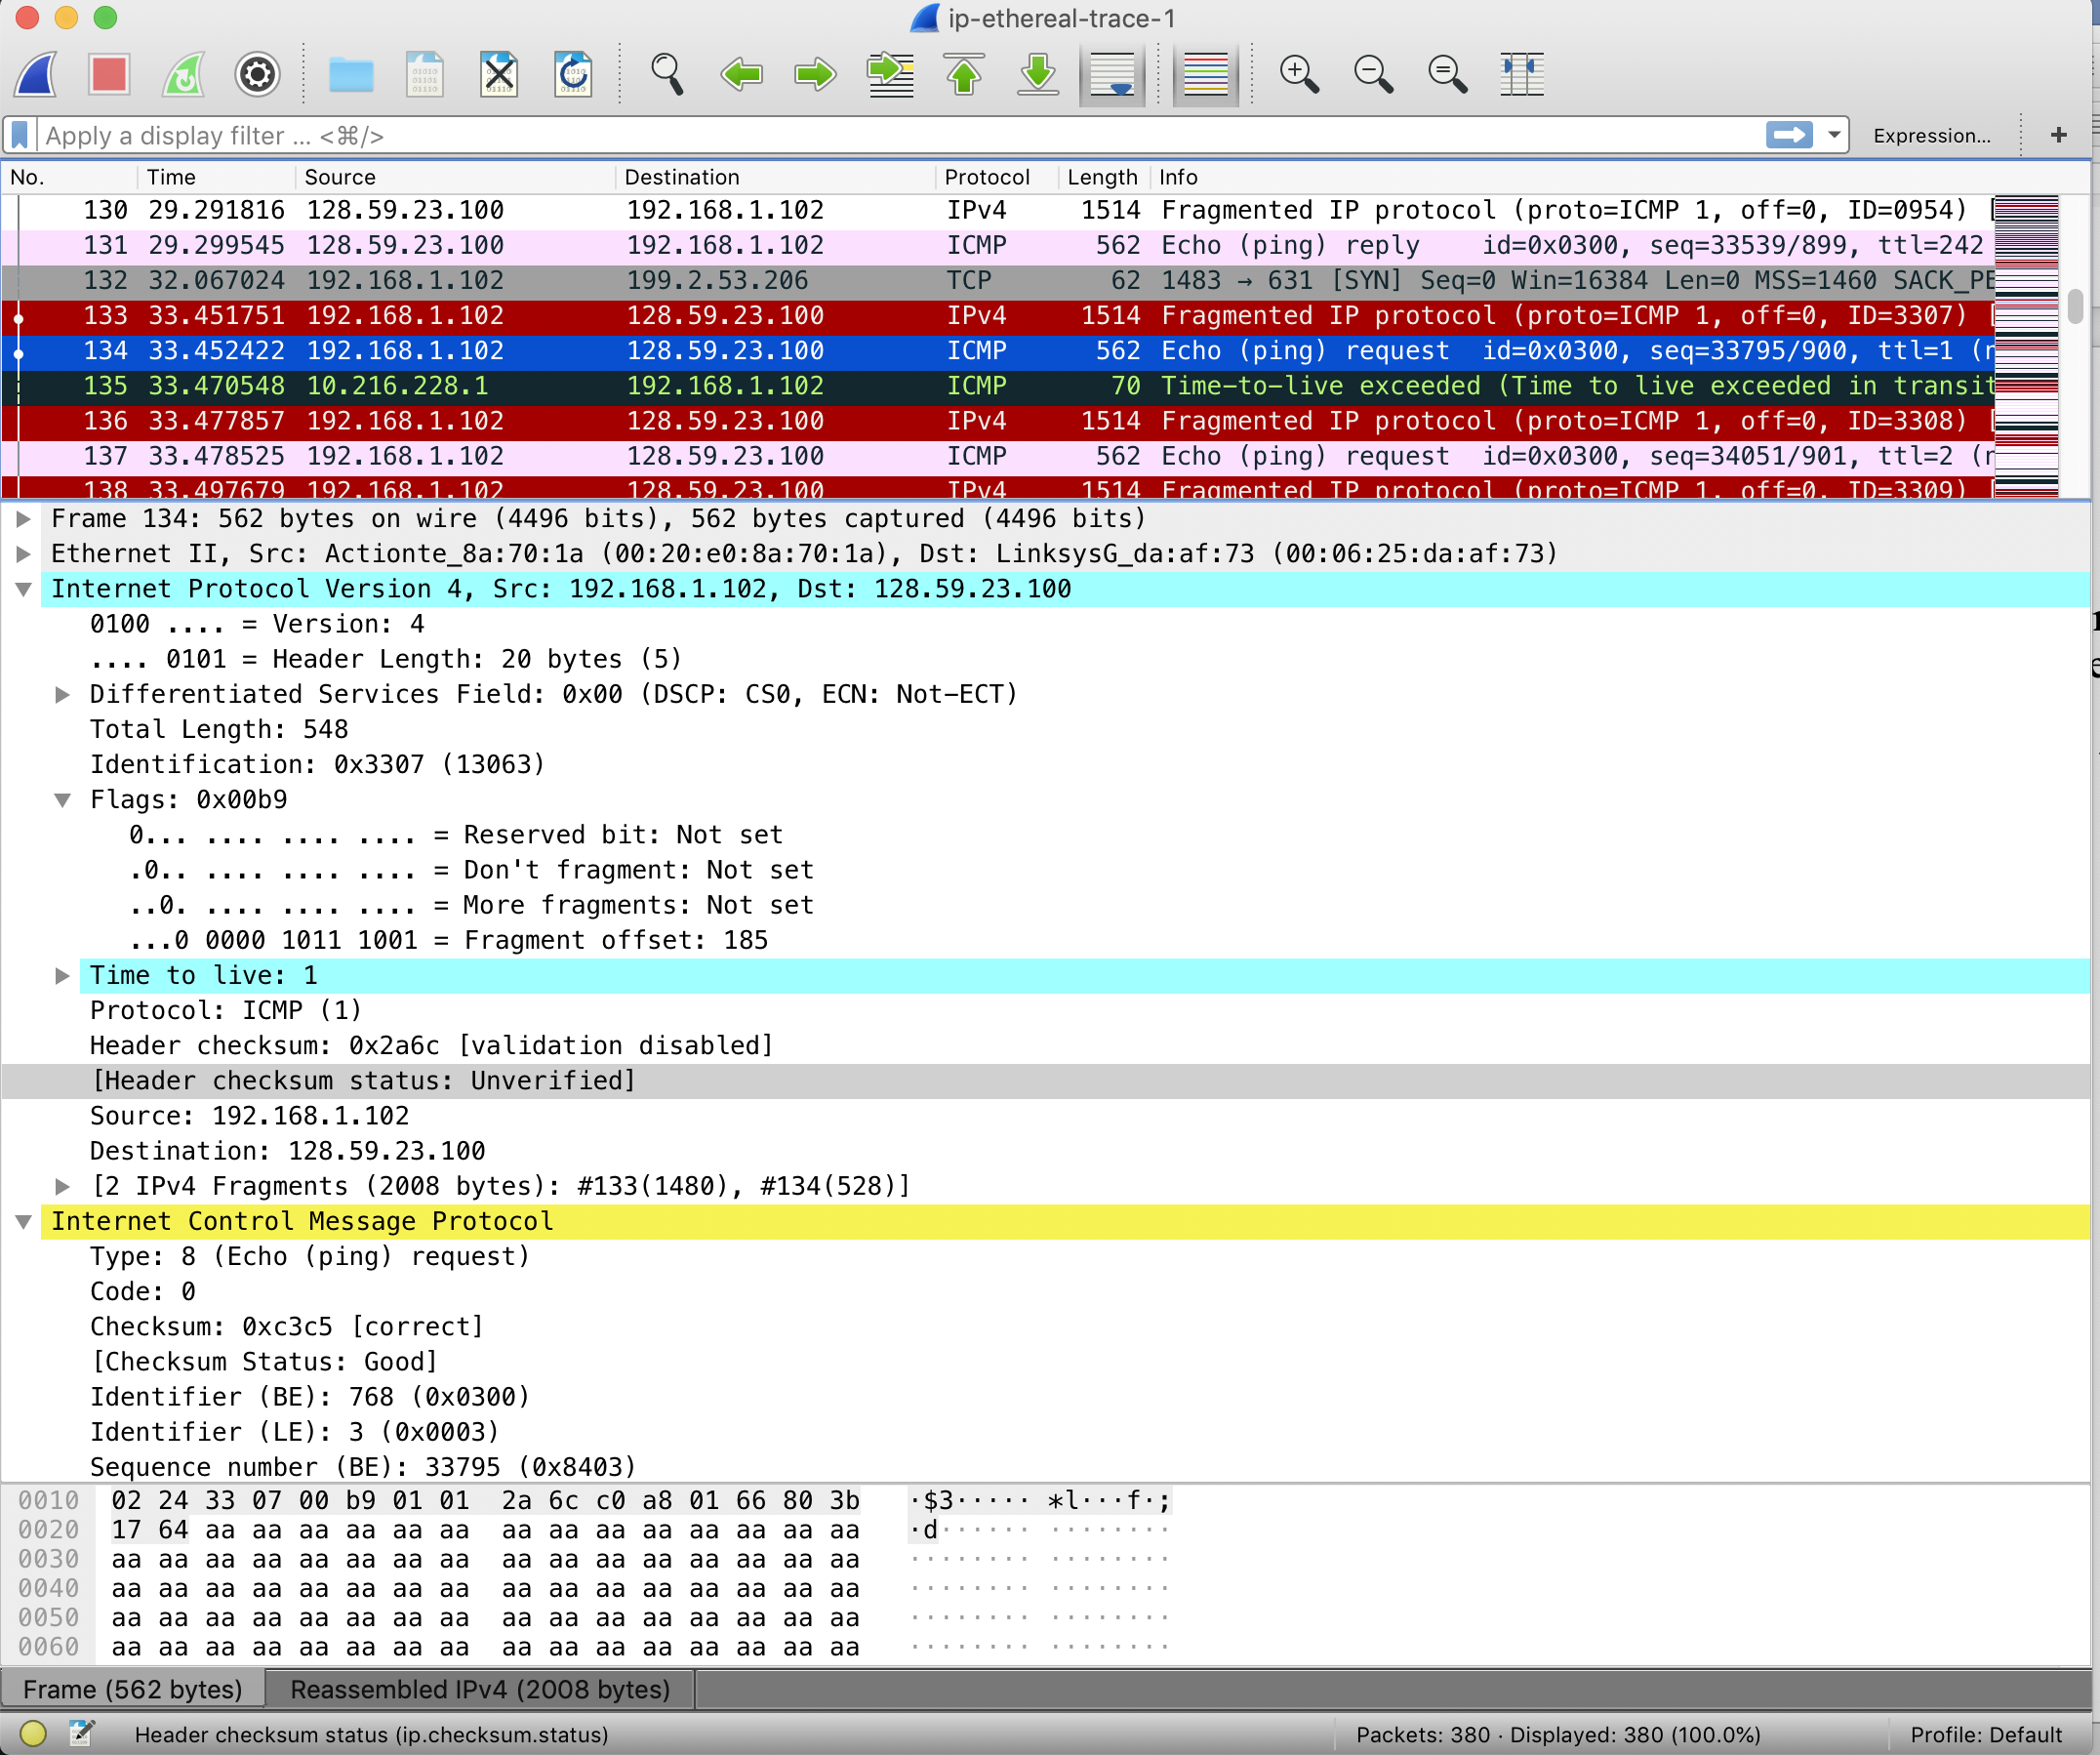 ip-ethereal-trace-1
Apply a display filter ... <⌘/>
Expression... +
No. Time Source Destination Protocol Length Info
130 29.291816 128.59.23.100 192.168.1.102 IPv4 1514 Fragmented IP protocol (proto=ICMP 1, off=0, ID=0954) [
131 29.299545 128.59.23.100 192.168.1.102 ICMP 562 Echo (ping) reply id=0x0300, seq=33539/899, ttl=242
132 32.067024 192.168.1.102 199.2.53.206 TCP 62 1483 → 631 [SYN] Seq=0 Win=16384 Len=0 MSS=1460 SACK_PE
133 33.451751 192.168.1.102 128.59.23.100 IPv4 1514 Fragmented IP protocol (proto=ICMP 1, off=0, ID=3307) [
134 33.452422 192.168.1.102 128.59.23.100 ICMP 562 Echo (ping) request id=0x0300, seq=33795/900, ttl=1 (r
135 33.470548 10.216.228.1 192.168.1.102 ICMP 70 Time-to-live exceeded (Time to live exceeded in transit
136 33.477857 192.168.1.102 128.59.23.100 IPv4 1514 Fragmented IP protocol (proto=ICMP 1, off=0, ID=3308) [
137 33.478525 192.168.1.102 128.59.23.100 ICMP 562 Echo (ping) request id=0x0300, seq=34051/901, ttl=2 (r
138 33.497679 192.168.1.102 128.59.23.100 IPv4 1514 Fragmented IP protocol (proto=ICMP 1, off=0, ID=3309) [
Frame 134: 562 bytes on wire (4496 bits), 562 bytes captured (4496 bits)
Ethernet II, Src: Actionte_8a:70:1a (00:20:e0:8a:70:1a), Dst: LinksysG_da:af:73 (00:06:25:da:af:73)
Internet Protocol Version 4, Src: 192.168.1.102, Dst: 128.59.23.100
0100 .... = Version: 4
.... 0101 = Header Length: 20 bytes (5)
Differentiated Services Field: 0x00 (DSCP: CS0, ECN: Not-ECT)
Total Length: 548
Identification: 0x3307 (13063)
Flags: 0x00b9
0... .... .... .... = Reserved bit: Not set
.0.. .... .... .... = Don't fragment: Not set
..0. .... .... .... = More fragments: Not set
...0 0000 1011 1001 = Fragment offset: 185
Time to live: 1
Protocol: ICMP (1)
Header checksum: 0x2a6c [validation disabled]
[Header checksum status: Unverified]
Source: 192.168.1.102
Destination: 128.59.23.100
[2 IPv4 Fragments (2008 bytes): #133(1480), #134(528)]
Internet Control Message Protocol
Type: 8 (Echo (ping) request)
Code: 0
Checksum: 0xc3c5 [correct]
[Checksum Status: Good]
Identifier (BE): 768 (0x0300)
Identifier (LE): 3 (0x0003)
Sequence number (BE): 33795 (0x8403)
0010 02 24 33 07 00 b9 01 01 2a 6c c0 a8 01 66 80 3b ·$3····· *l···f·;
0020 17 64 aa aa aa aa aa aa aa aa aa aa aa aa aa aa ·d······ ········
0030 aa aa aa aa aa aa aa aa aa aa aa aa aa aa aa aa ········ ········
0040 aa aa aa aa aa aa aa aa aa aa aa aa aa aa aa aa ········ ········
0050 aa aa aa aa aa aa aa aa aa aa aa aa aa aa aa aa ········ ········
0060 aa aa aa aa aa aa aa aa aa aa aa aa aa aa aa aa ········ ········
Frame (562 bytes) Reassembled IPv4 (2008 bytes)
Header checksum status (ip.checksum.status) Packets: 380 · Displayed: 380 (100.0%) Profile: Default